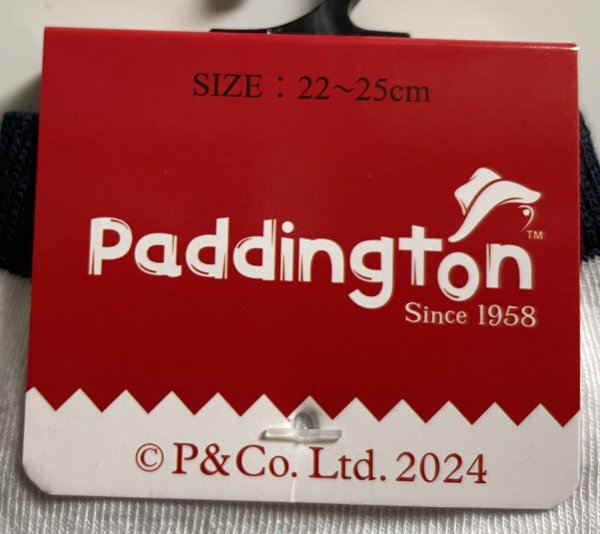 SIZE：22~25cm
Paddington™
Since 1958
© P&Co. Ltd. 2024